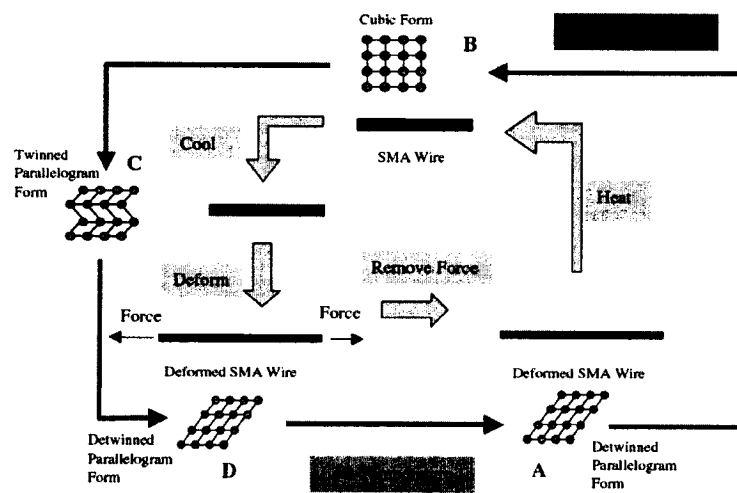 Cubic Form
B
Cool
SMA Wire
Twinned
Parallelogram
Form
C
Heat
Deform
Remove Force
Force
Force
Deformed SMA Wire
Deformed SMA Wire
Detwinned
Parallelogram
Form
D
A
Detwinned
Parallelogram
Form